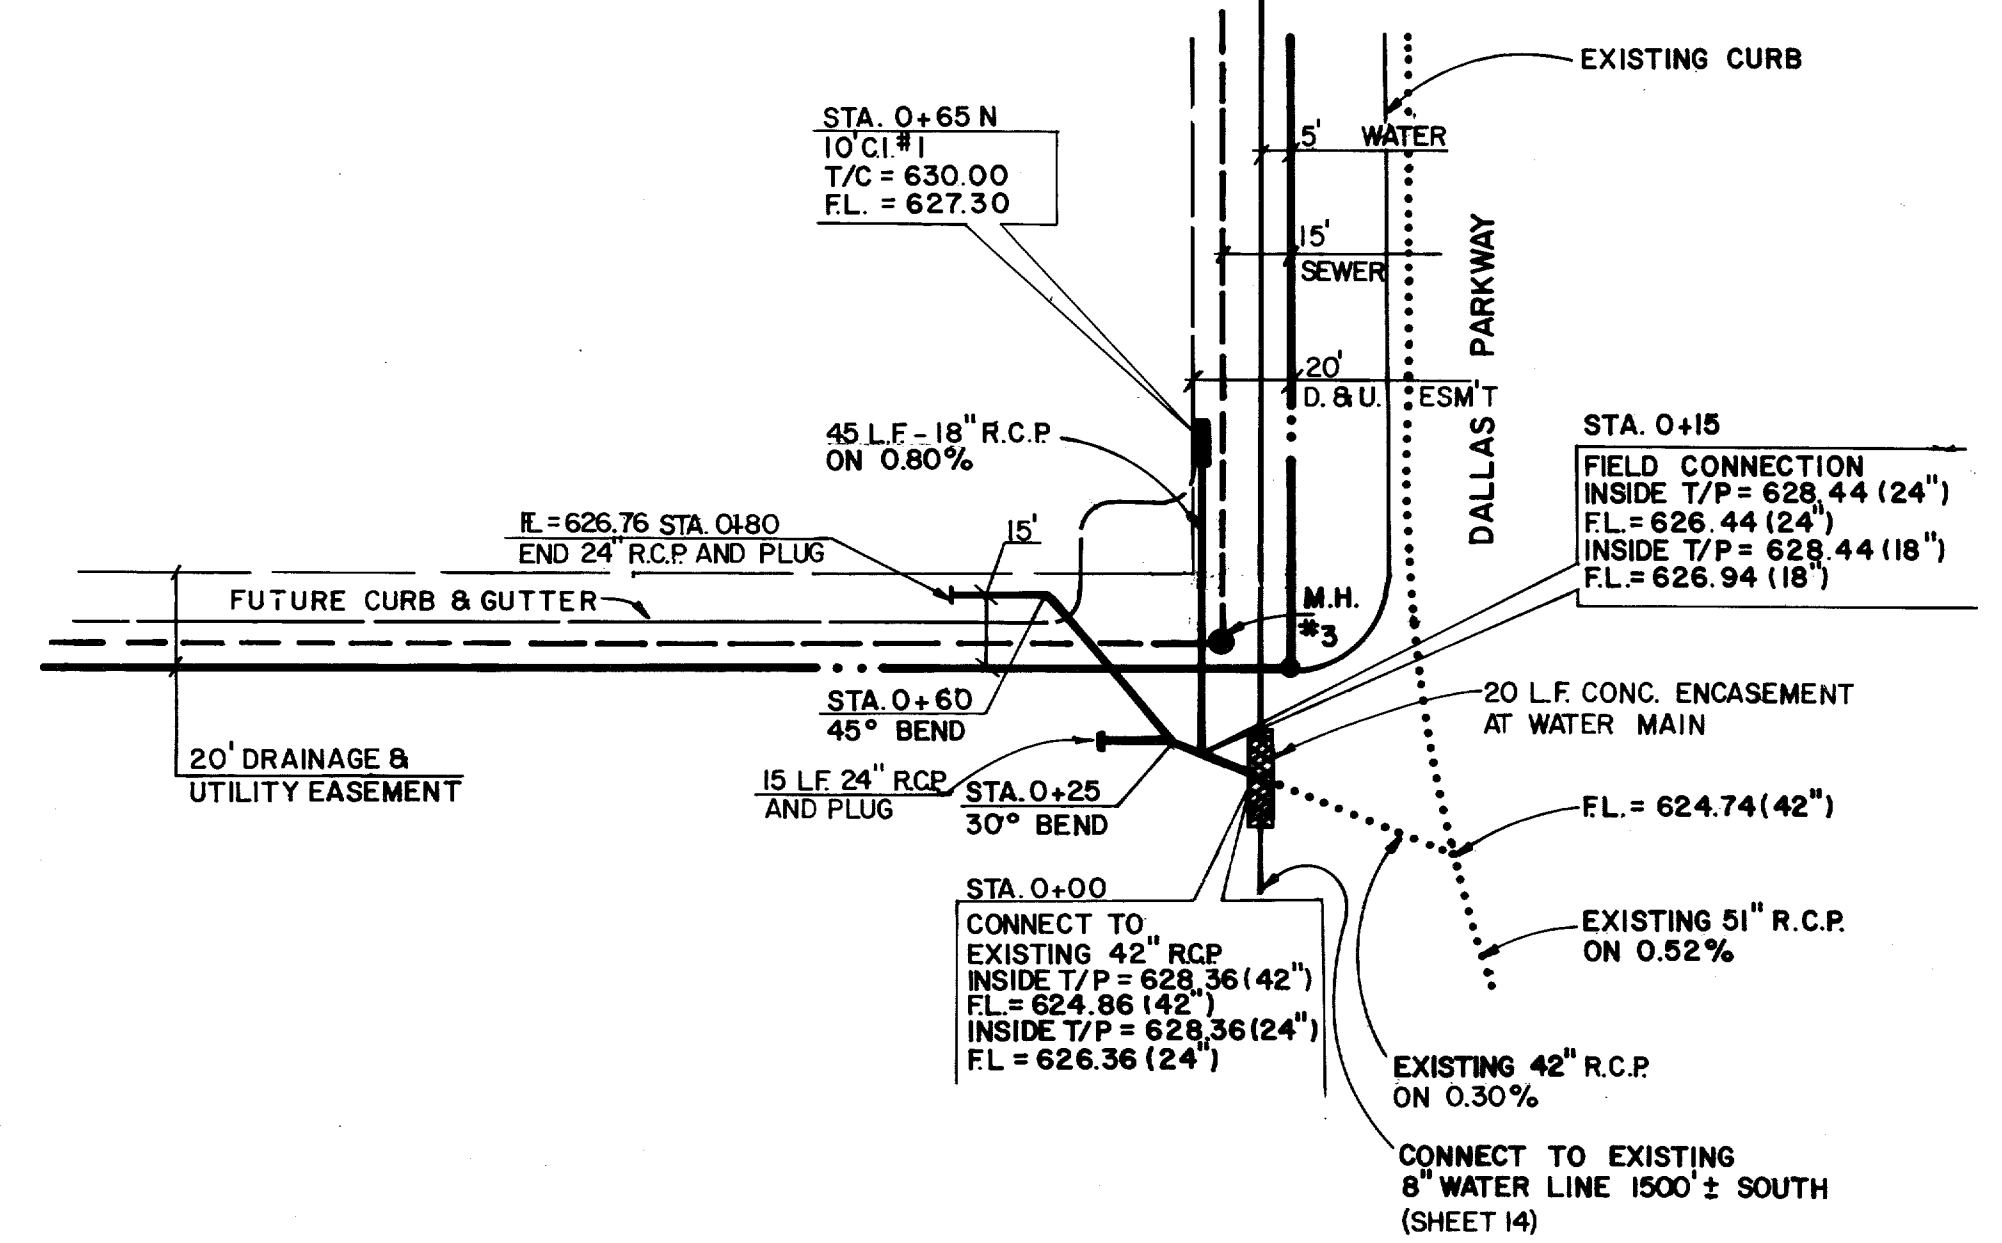 EXISTING CURB
STA. 0+65 N
10' C.I. #1
T/C = 630.00
F.L. = 627.30
5' WATER
15'
SEWER
20'
D. & U. ESM'T
DALLAS PARKWAY
45 L.F. - 18" R.C.P.
ON 0.80%
STA. 0+15
FIELD CONNECTION
INSIDE T/P = 628.44 (24")
F.L. = 626.44 (24")
INSIDE T/P = 628.44 (18")
F.L. = 626.94 (18")
FL = 626.76 STA. 0+80
END 24" R.C.P. AND PLUG
15'
FUTURE CURB & GUTTER
M.H.
#3
STA. 0+60
45° BEND
20 L.F. CONC. ENCASEMENT
AT WATER MAIN
20' DRAINAGE &
UTILITY EASEMENT
15 L.F. 24" R.C.P.
AND PLUG
STA. 0+25
30° BEND
F.L. = 624.74 (42")
STA. 0+00
CONNECT TO
EXISTING 42" R.C.P.
INSIDE T/P = 628.36 (42")
F.L. = 624.86 (42")
INSIDE T/P = 628.36 (24")
F.L = 626.36 (24")
EXISTING 51" R.C.P.
ON 0.52%
EXISTING 42" R.C.P.
ON 0.30%
CONNECT TO EXISTING
8" WATER LINE 1500' ± SOUTH
(SHEET 14)